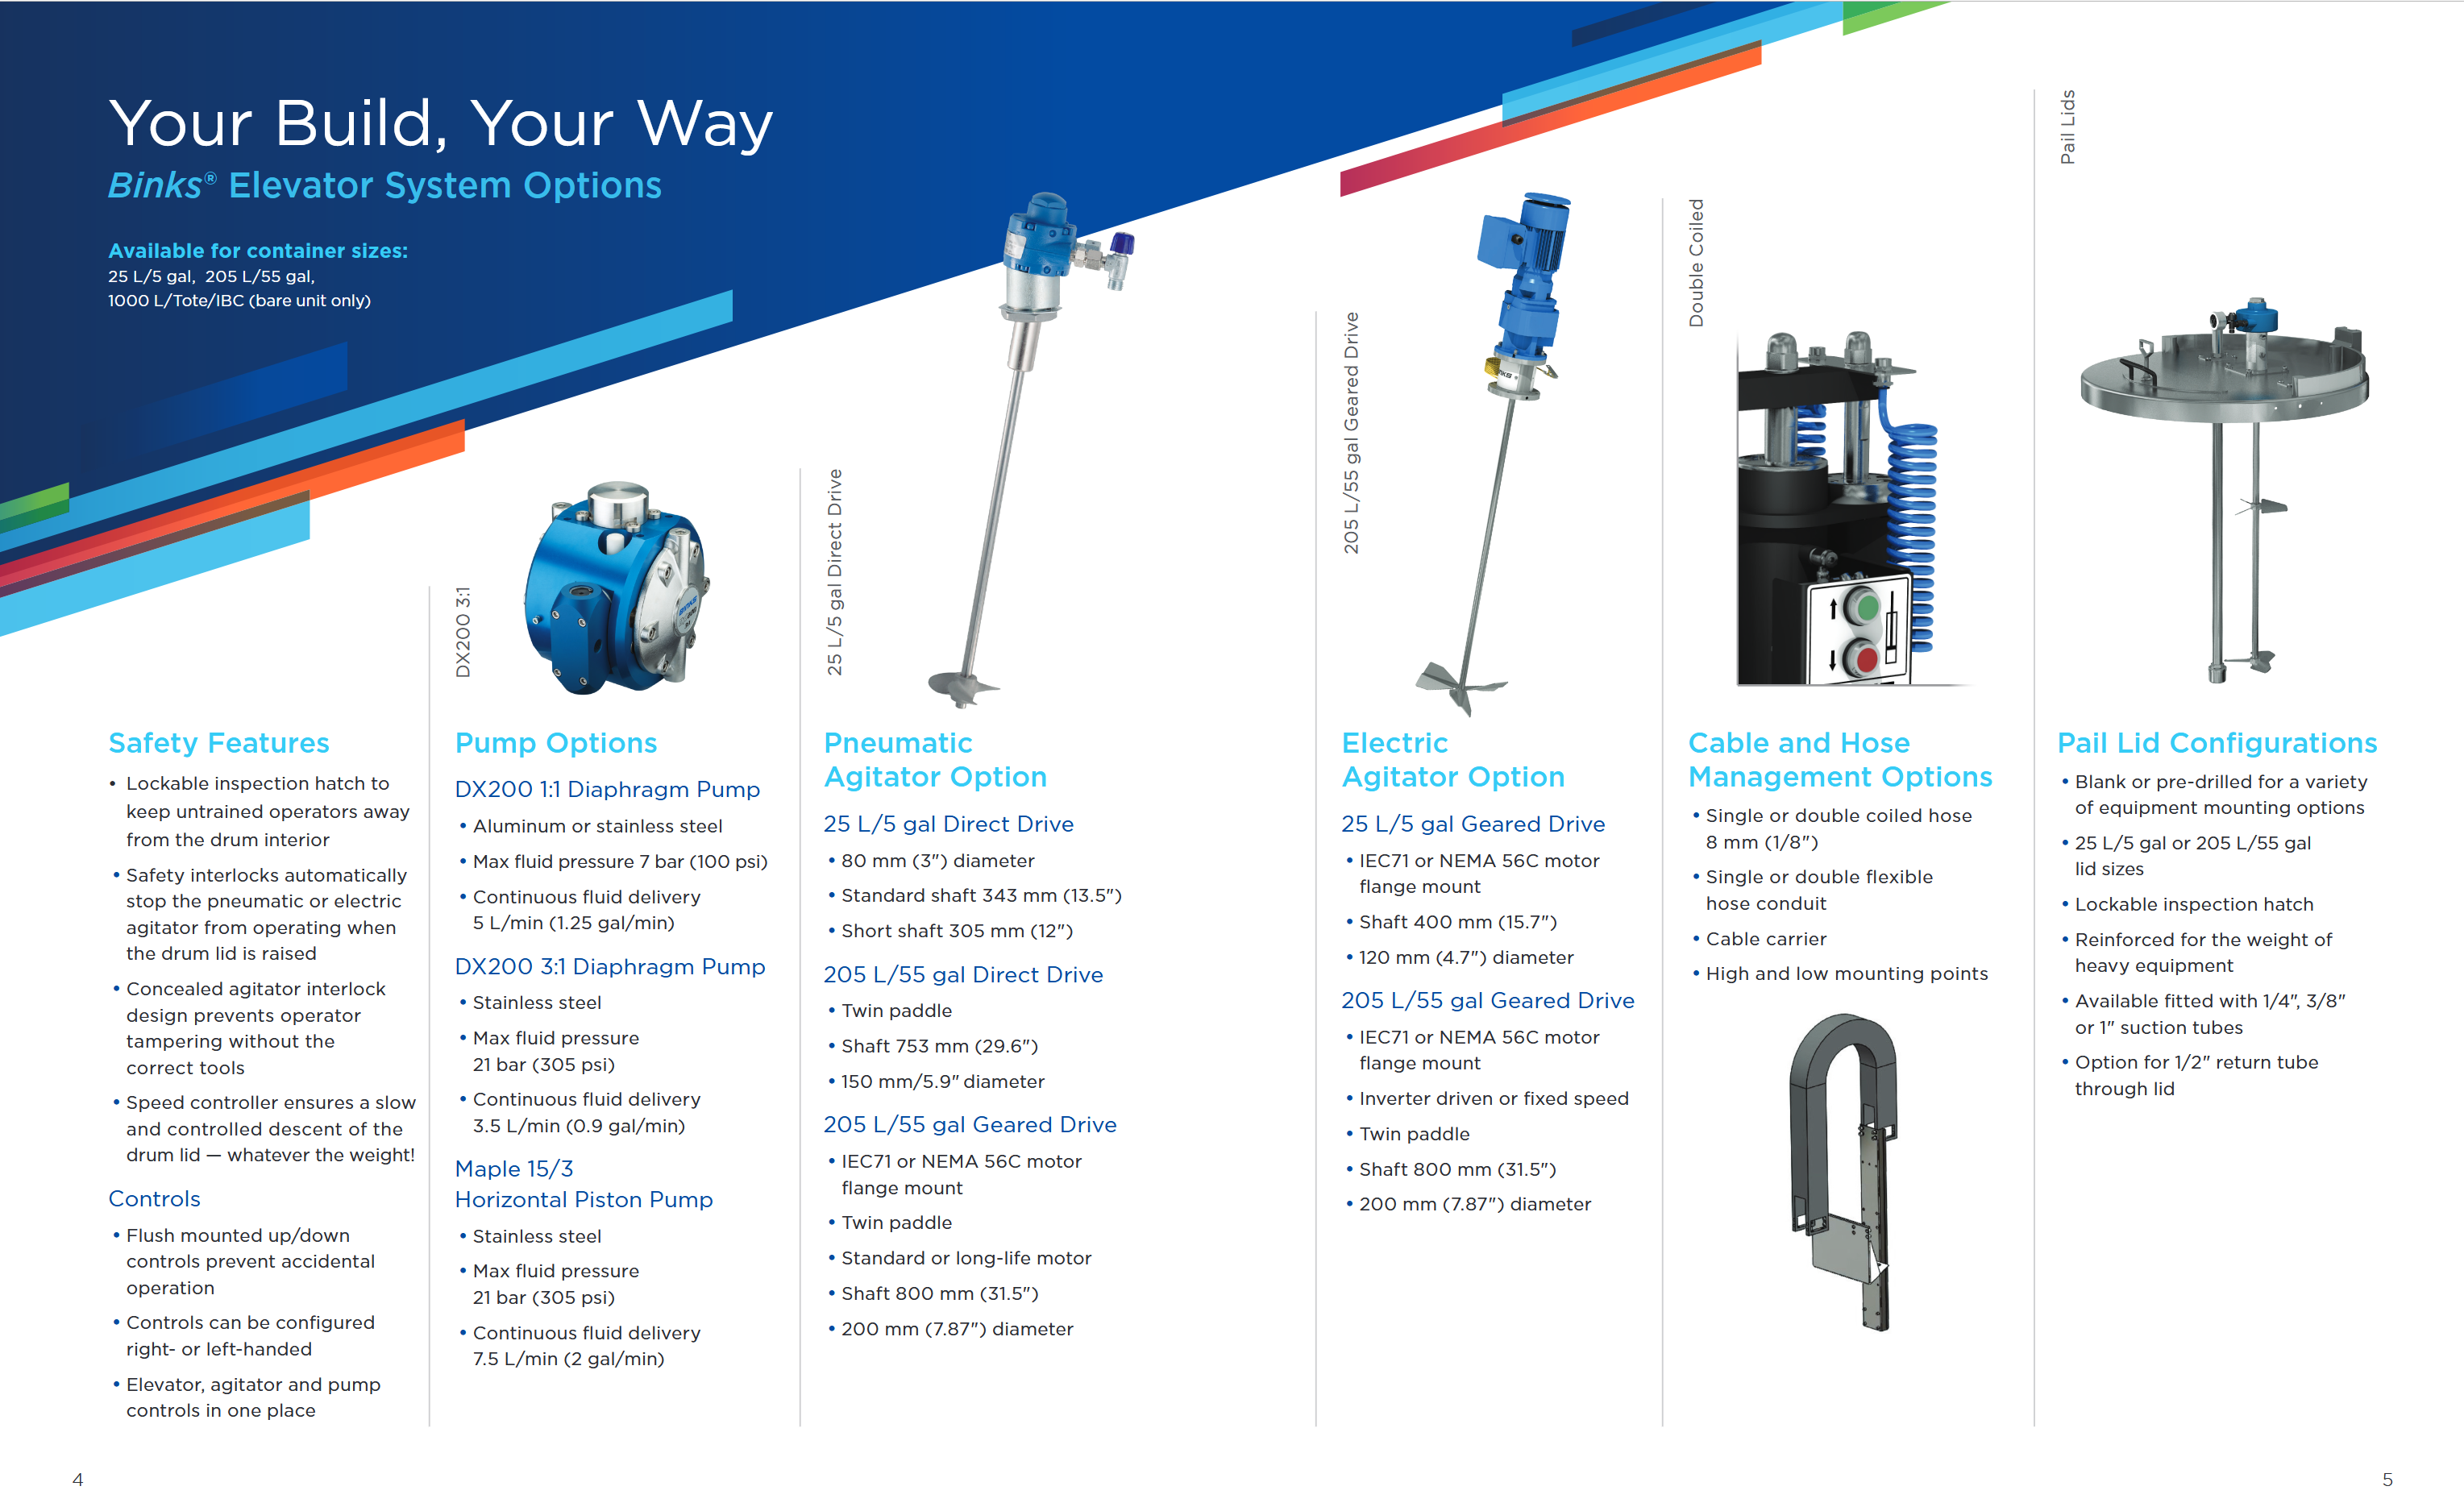 Your Build, Your Way
Binks® Elevator System Options
Available for container sizes:
25 L/5 gal, 205 L/55 gal,
1000 L/Tote/IBC (bare unit only)
Safety Features
• Lockable inspection hatch to
keep untrained operators away
from the drum interior
• Safety interlocks automatically
stop the pneumatic or electric
agitator from operating when
the drum lid is raised
• Concealed agitator interlock
design prevents operator
tampering without the
correct tools
• Speed controller ensures a slow
and controlled descent of the
drum lid — whatever the weight!
Controls
• Flush mounted up/down
controls prevent accidental
operation
• Controls can be configured
right- or left-handed
• Elevator, agitator and pump
controls in one place
DX200 3:1
Pump Options
DX200 1:1 Diaphragm Pump
• Aluminum or stainless steel
• Max fluid pressure 7 bar (100 psi)
• Continuous fluid delivery
5 L/min (1.25 gal/min)
DX200 3:1 Diaphragm Pump
• Stainless steel
• Max fluid pressure
21 bar (305 psi)
• Continuous fluid delivery
3.5 L/min (0.9 gal/min)
Maple 15/3
Horizontal Piston Pump
• Stainless steel
• Max fluid pressure
21 bar (305 psi)
• Continuous fluid delivery
7.5 L/min (2 gal/min)
25 L/5 gal Direct Drive
Pneumatic
Agitator Option
25 L/5 gal Direct Drive
• 80 mm (3") diameter
• Standard shaft 343 mm (13.5")
• Short shaft 305 mm (12")
205 L/55 gal Direct Drive
• Twin paddle
• Shaft 753 mm (29.6")
• 150 mm/5.9" diameter
205 L/55 gal Geared Drive
• IEC71 or NEMA 56C motor
flange mount
• Twin paddle
• Standard or long-life motor
• Shaft 800 mm (31.5")
• 200 mm (7.87") diameter
205 L/55 gal Geared Drive
Electric
Agitator Option
25 L/5 gal Geared Drive
• IEC71 or NEMA 56C motor
flange mount
• Shaft 400 mm (15.7")
• 120 mm (4.7") diameter
205 L/55 gal Geared Drive
• IEC71 or NEMA 56C motor
flange mount
• Inverter driven or fixed speed
• Twin paddle
• Shaft 800 mm (31.5")
• 200 mm (7.87") diameter
Double Coiled
Cable and Hose
Management Options
• Single or double coiled hose
8 mm (1/8")
• Single or double flexible
hose conduit
• Cable carrier
• High and low mounting points
Pail Lids
Pail Lid Configurations
• Blank or pre-drilled for a variety
of equipment mounting options
• 25 L/5 gal or 205 L/55 gal
lid sizes
• Lockable inspection hatch
• Reinforced for the weight of
heavy equipment
• Available fitted with 1/4", 3/8"
or 1" suction tubes
• Option for 1/2" return tube
through lid
4
5